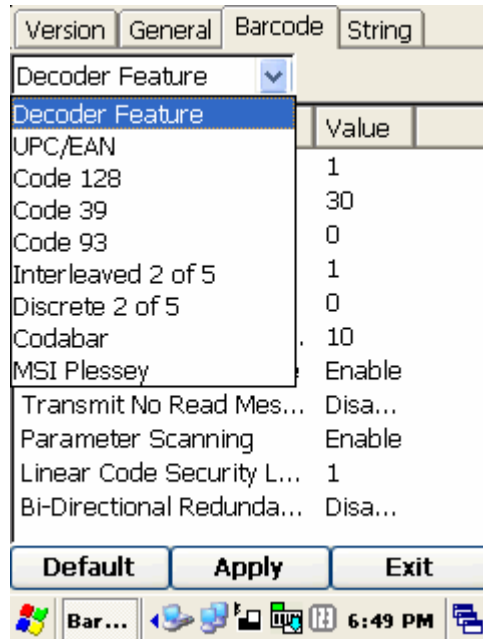 Version General Barcode String
Decoder Feature
Decoder Feature
Value
UPC/EAN
1
Code 128
30
Code 39
0
Code 93
1
Interleaved 2 of 5
0
Discrete 2 of 5
Codabar
. 10
MSI Plessey
Enable
Transmit No Read Mes... Disa...
Parameter Scanning Enable
Linear Code Security L... 1
Bi-Directional Redunda... Disa...
Default Apply Exit
Bar... 6:49 PM